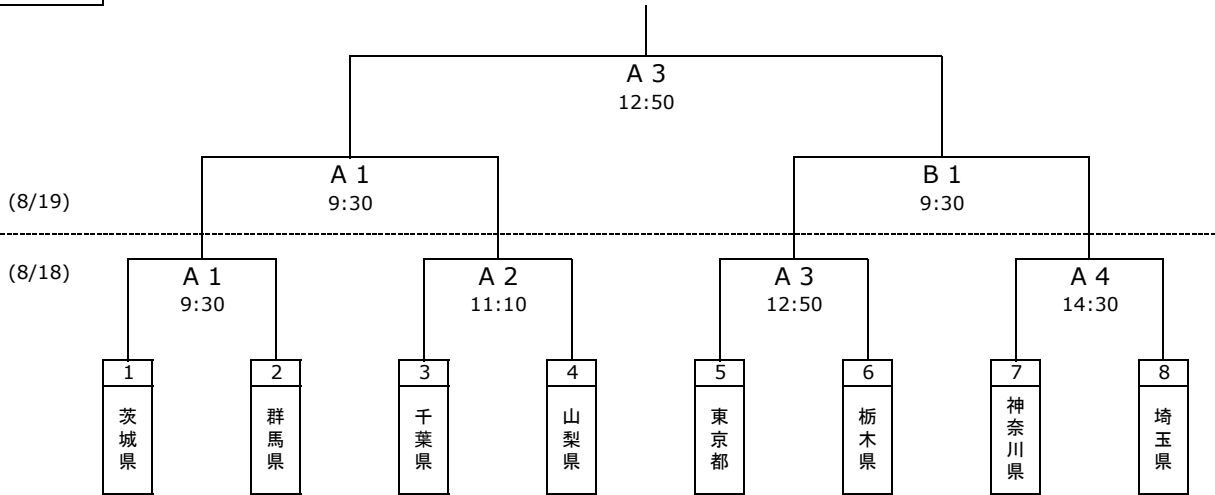 A 3
12:50
A 1
9:30
B 1
9:30
(8/19)
(8/18)
A 1
9:30
A 2
11:10
A 3
12:50
A 4
14:30
1
2
3
4
5
6
7
8
茨城県
群馬県
千葉県
山梨県
東京都
栃木県
神奈川県
埼玉県